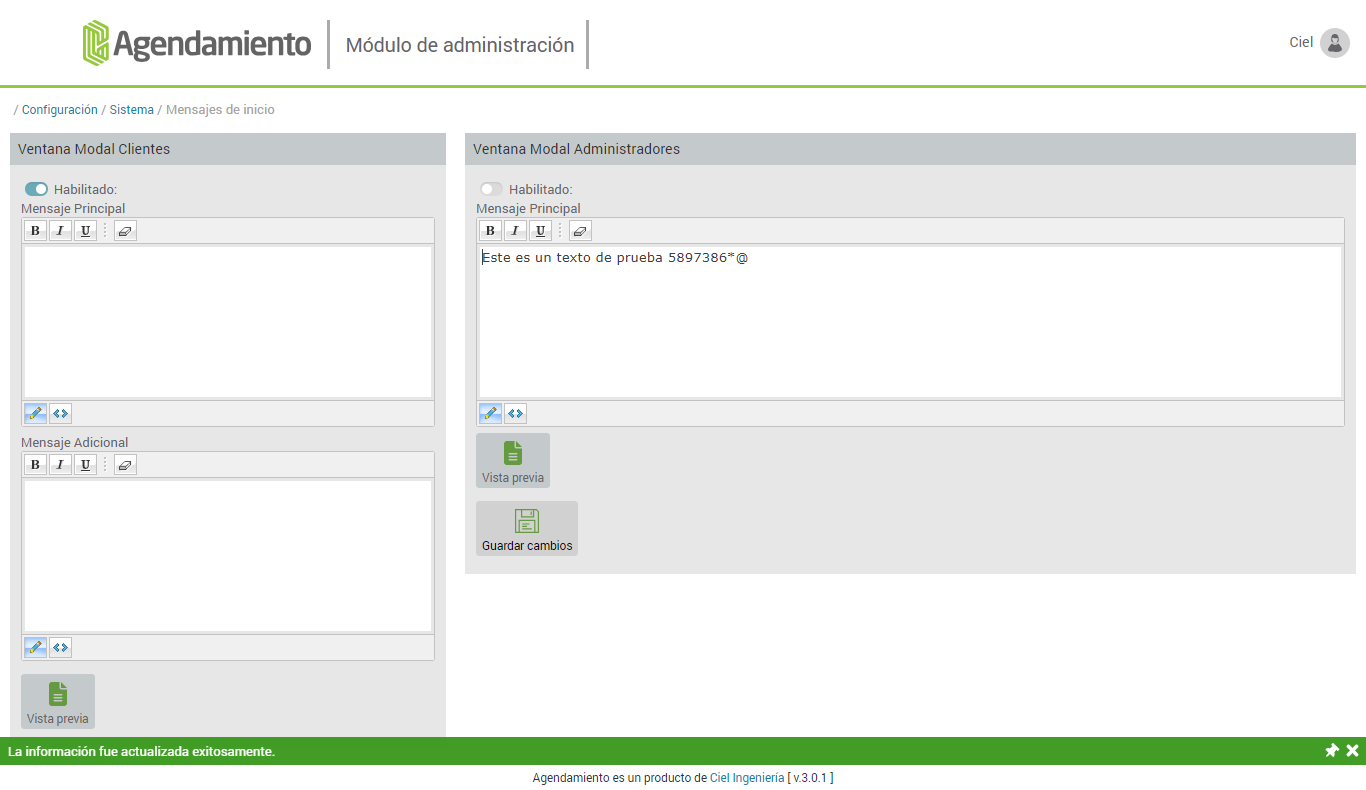 Agendamiento
Módulo de administración
Ciel
/ Configuración / Sistema / Mensajes de inicio
Ventana Modal Clientes
Habilitado:
Mensaje Principal
B I U
Mensaje Adicional
B I U
Vista previa
Ventana Modal Administradores
Habilitado:
Mensaje Principal
B I U
Este es un texto de prueba 5897386*@
Vista previa
Guardar cambios
La información fue actualizada exitosamente.
Agendamiento es un producto de Ciel Ingeniería [ v.3.0.1 ]